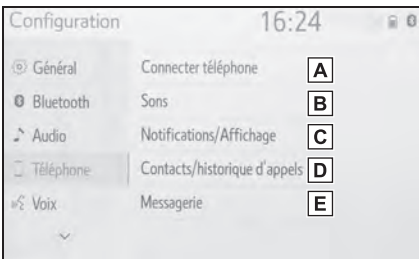 Configuration 16:24
Général Connecter téléphone A
Bluetooth Sons B
Audio Notifications/Affichage C
Téléphone Contacts/historique d'appels D
Voix Messagerie E